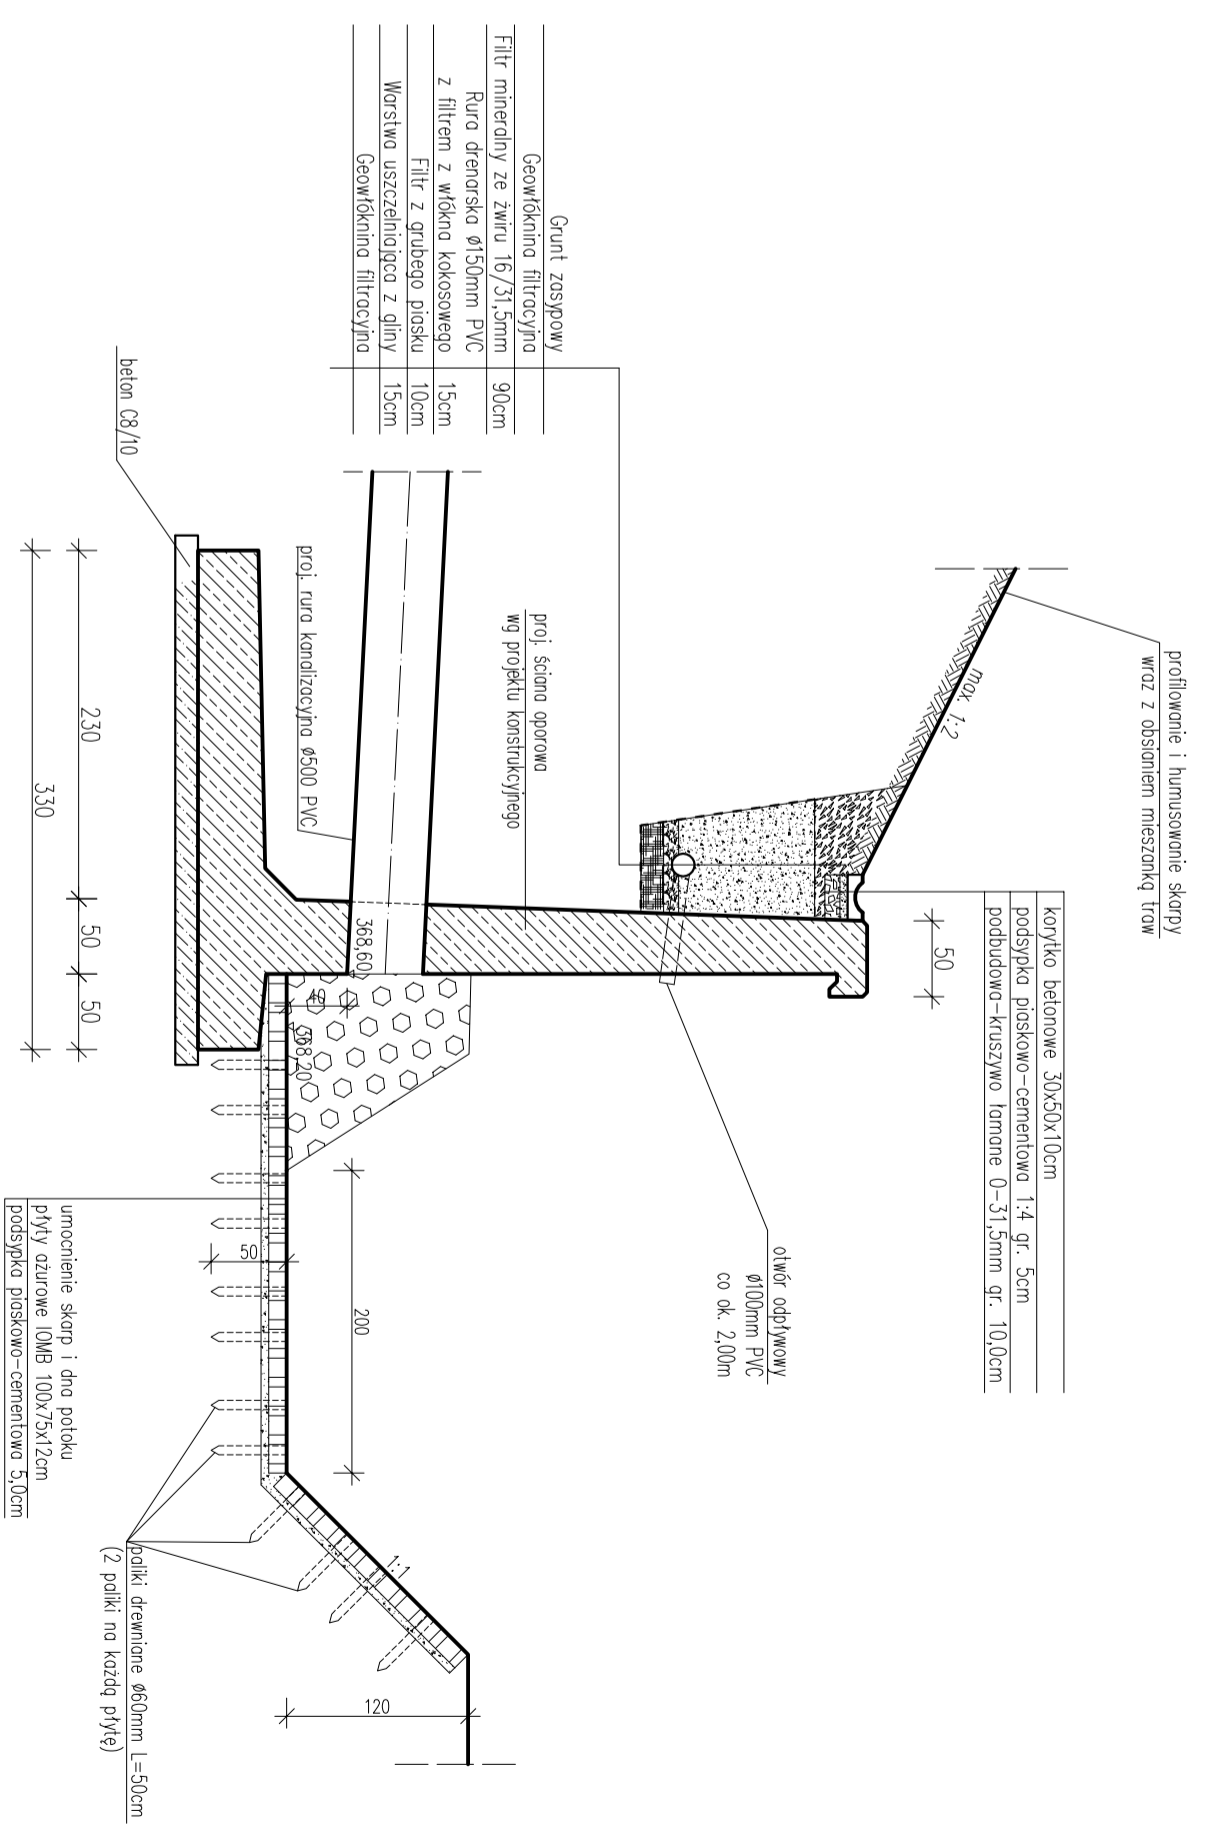 profilowanie i humusowanie skarpy
wraz z obsianiem mieszanką traw
max. 1:2
korytko betonowe 30x50x10cm
podsypka piaskowo-cementowa 1:4 gr. 5cm
podbudowa-kruszywo łamane 0-31,5mm gr. 10,0cm
50
Grunt zasypowy
Geowłóknina filtracyjna
Filtr mineralny ze żwiru 16/31,5mm 90cm
Rura drenarska ø150mm PVC
z filtrem z włókna kokosowego 15cm
Filtr z grubego piasku 10cm
Warstwa uszczelniająca z gliny 15cm
Geowłóknina filtracyjna
otwór odpływowy
ø100mm PVC
co ok. 2,00m
proj. ściana oporowa
wg projektu konstrukcyjnego
proj. rura kanalizacyjna ø500 PVC
368,60
40
368,20
200
50
1:1
120
beton C8/10
230
50
50
330
umocnienie skarp i dna potoku
płyty ażurowe IOMB 100x75x12cm
podsypka piaskowo-cementowa 5,0cm
paliki drewniane ø60mm L=50cm
(2 paliki na każdą płytę)